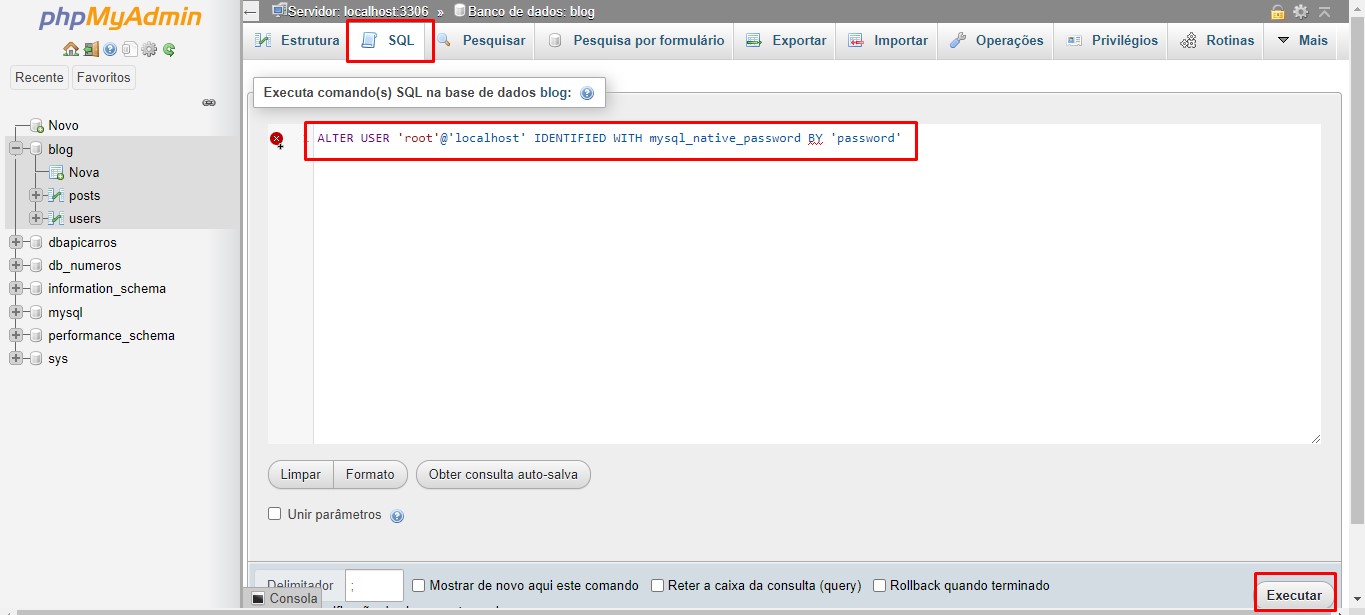 phpMyAdmin
Recente Favoritos
Novo
blog
Nova
posts
users
dbapicarros
db_numeros
information_schema
mysql
performance_schema
sys
Servidor: localhost:3306 » Banco de dados: blog
Estrutura SQL Pesquisar Pesquisa por formulário Exportar Importar Operações Privilégios Rotinas Mais
Executa comando(s) SQL na base de dados blog:
ALTER USER 'root'@'localhost' IDENTIFIED WITH mysql_native_password BY 'password'
Limpar Formato Obter consulta auto-salva
Unir parâmetros
Delimitador ; Mostrar de novo aqui este comando Reter a caixa da consulta (query) Rollback quando terminado
Executar
Consola